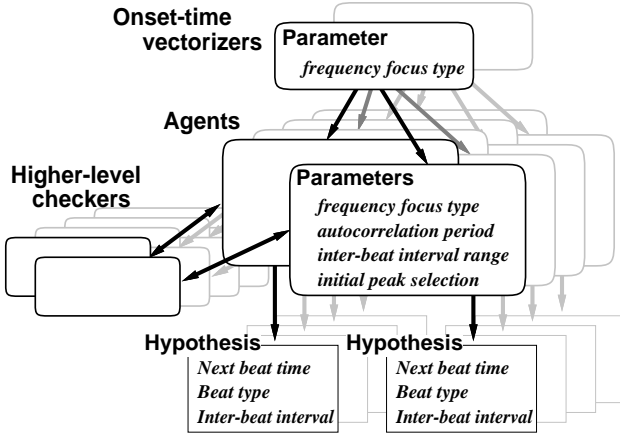 Onset-time
vectorizers
Parameter
frequency focus type
Agents
Higher-level
checkers
Parameters
frequency focus type
autocorrelation period
inter-beat interval range
initial peak selection
Hypothesis
Next beat time
Beat type
Inter-beat interval
Hypothesis
Next beat time
Beat type
Inter-beat interval